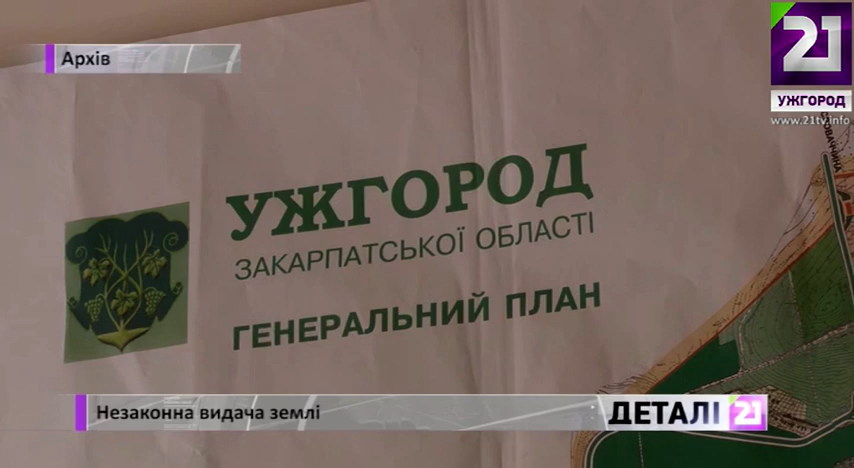 Архів
21
УЖГОРОД
www.21tv.info
УЖГОРОД
ЗАКАРПАТСЬКОЇ ОБЛАСТІ
ГЕНЕРАЛЬНИЙ ПЛАН
Незаконна видача землі
ДЕТАЛІ 21